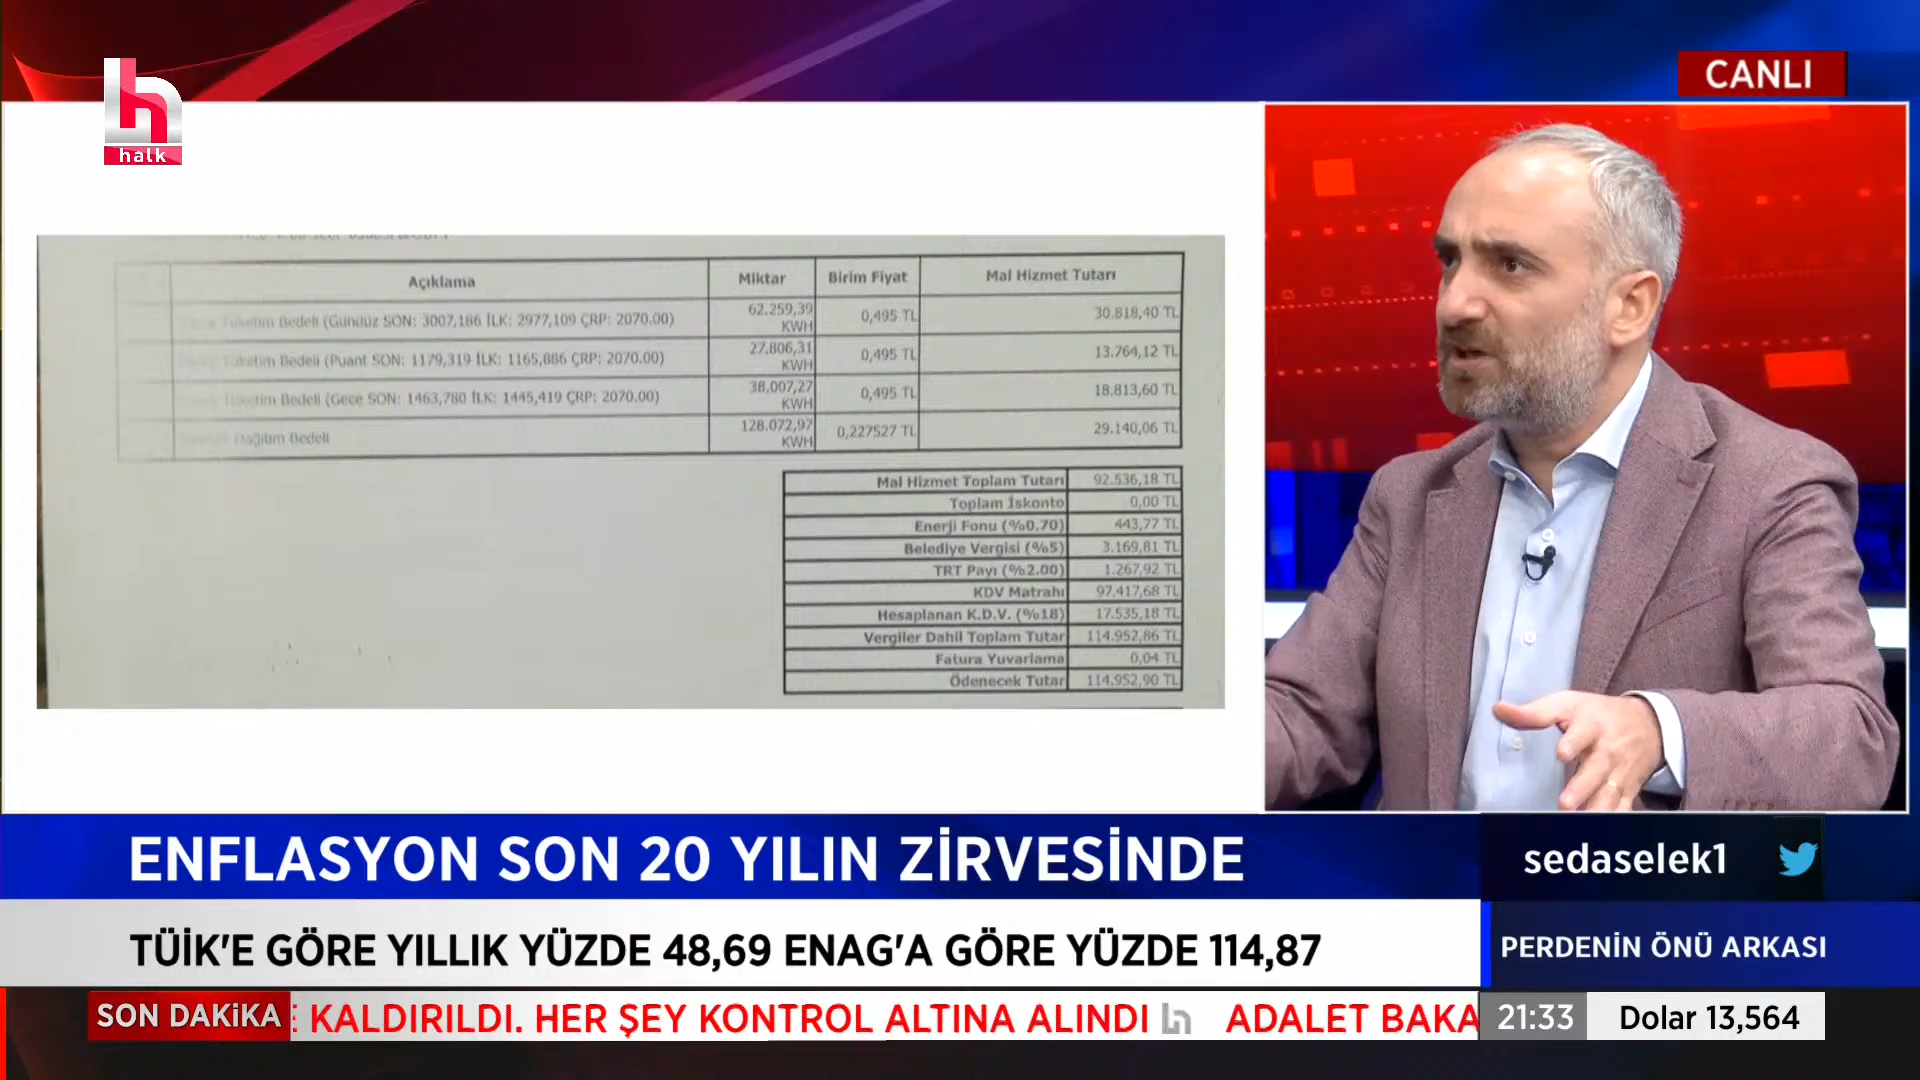 CANLI
halk
Açıklama Miktar Birim Fiyat Mal Hizmet Tutarı
Tüketim Bedeli (Gündüz SON: 3007,186 İLK: 2977,109 ÇRP: 2070.00) 62.259,39 KWH 0,495 TL 30.818,40 TL
Tüketim Bedeli (Puant SON: 1179,319 İLK: 1165,886 ÇRP: 2070.00) 27.806,31 KWH 0,495 TL 13.764,12 TL
Tüketim Bedeli (Gece SON: 1463,780 İLK: 1445,419 ÇRP: 2070.00) 38.007,27 KWH 0,495 TL 18.813,60 TL
Dağıtım Bedeli 128.072,97 KWH 0,227527 TL 29.140,06 TL
Mal Hizmet Toplam Tutarı 92.536,18 TL
Toplam İskonto 0,00 TL
Enerji Fonu (%0.70) 443,77 TL
Belediye Vergisi (%5) 3.169,81 TL
TRT Payı (%2.00) 1.267,92 TL
KDV Matrahı 97.417,68 TL
Hesaplanan K.D.V. (%18) 17.535,18 TL
Vergiler Dahil Toplam Tutar 114.952,86 TL
Fatura Yuvarlama 0,04 TL
Ödenecek Tutar 114.952,90 TL
ENFLASYON SON 20 YILIN ZİRVESİNDE
sedaselek1
TÜİK'E GÖRE YILLIK YÜZDE 48,69 ENAG'A GÖRE YÜZDE 114,87
PERDENİN ÖNÜ ARKASI
SON DAKİKA KALDIRILDI. HER ŞEY KONTROL ALTINA ALINDI ADALET BAKA 21:33 Dolar 13,564